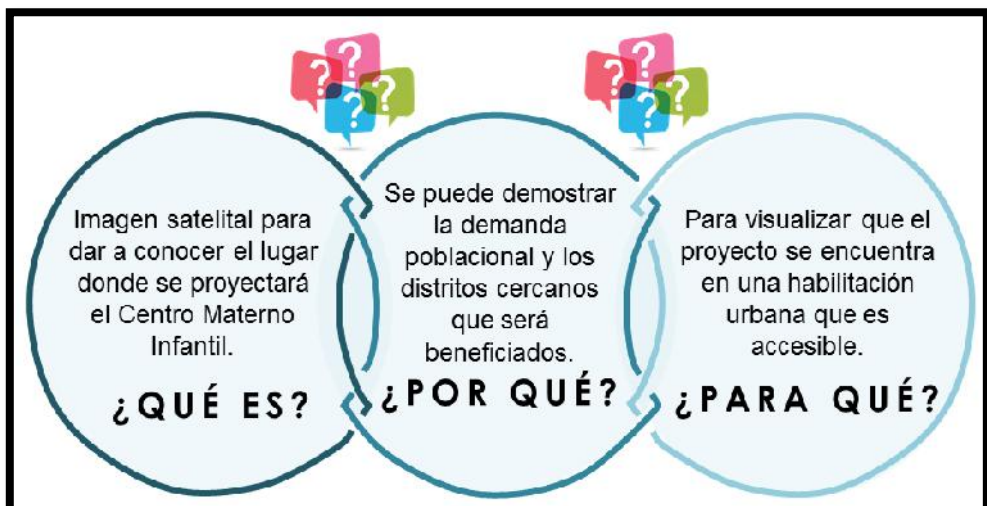 Imagen satelital para
dar a conocer el lugar
donde se proyectará
el Centro Materno
Infantil.
¿QUÉ ES?
Se puede demostrar
la demanda
poblacional y los
distritos cercanos
que será
beneficiados.
¿POR QUÉ?
Para visualizar que el
proyecto se encuentra
en una habilitación
urbana que es
accesible.
¿PARA QUÉ?